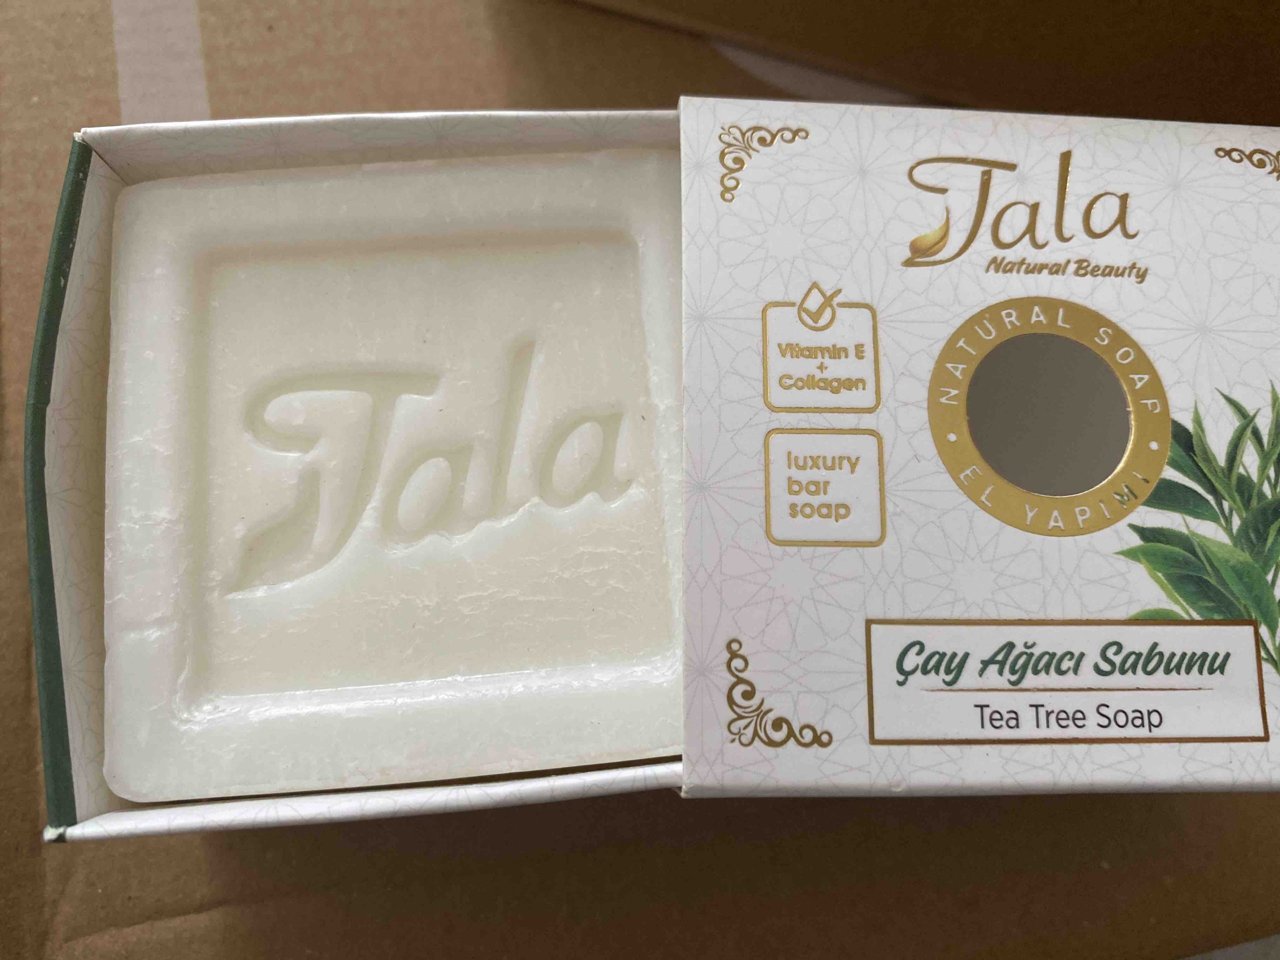 Tala
Tala
Natural Beauty
Vitamin E
+
Collagen
luxury
bar
soap
NATURAL SOAP
• EL YAPIMI •
Çay Ağacı Sabunu
Tea Tree Soap